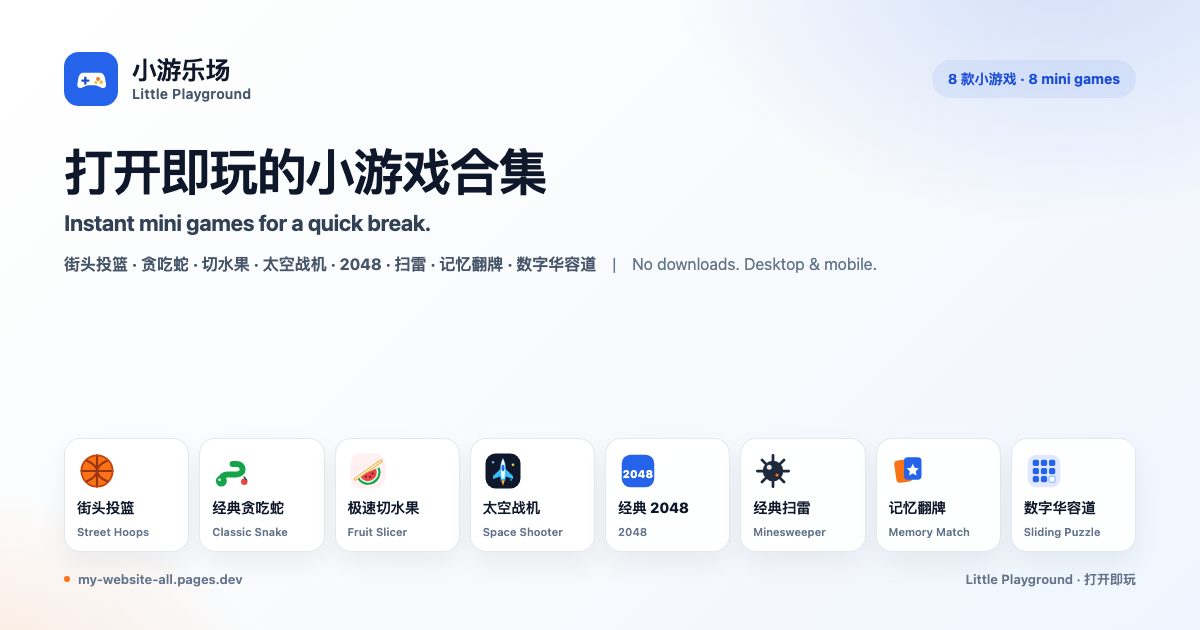 小游乐场
Little Playground
8 款小游戏 · 8 mini games
打开即玩的小游戏合集
Instant mini games for a quick break.
街头投篮 · 贪吃蛇 · 切水果 · 太空战机 · 2048 · 扫雷 · 记忆翻牌 · 数字华容道 | No downloads. Desktop & mobile.
街头投篮
Street Hoops
经典贪吃蛇
Classic Snake
极速切水果
Fruit Slicer
太空战机
Space Shooter
2048
经典 2048
2048
经典扫雷
Minesweeper
记忆翻牌
Memory Match
数字华容道
Sliding Puzzle
my-website-all.pages.dev
Little Playground · 打开即玩